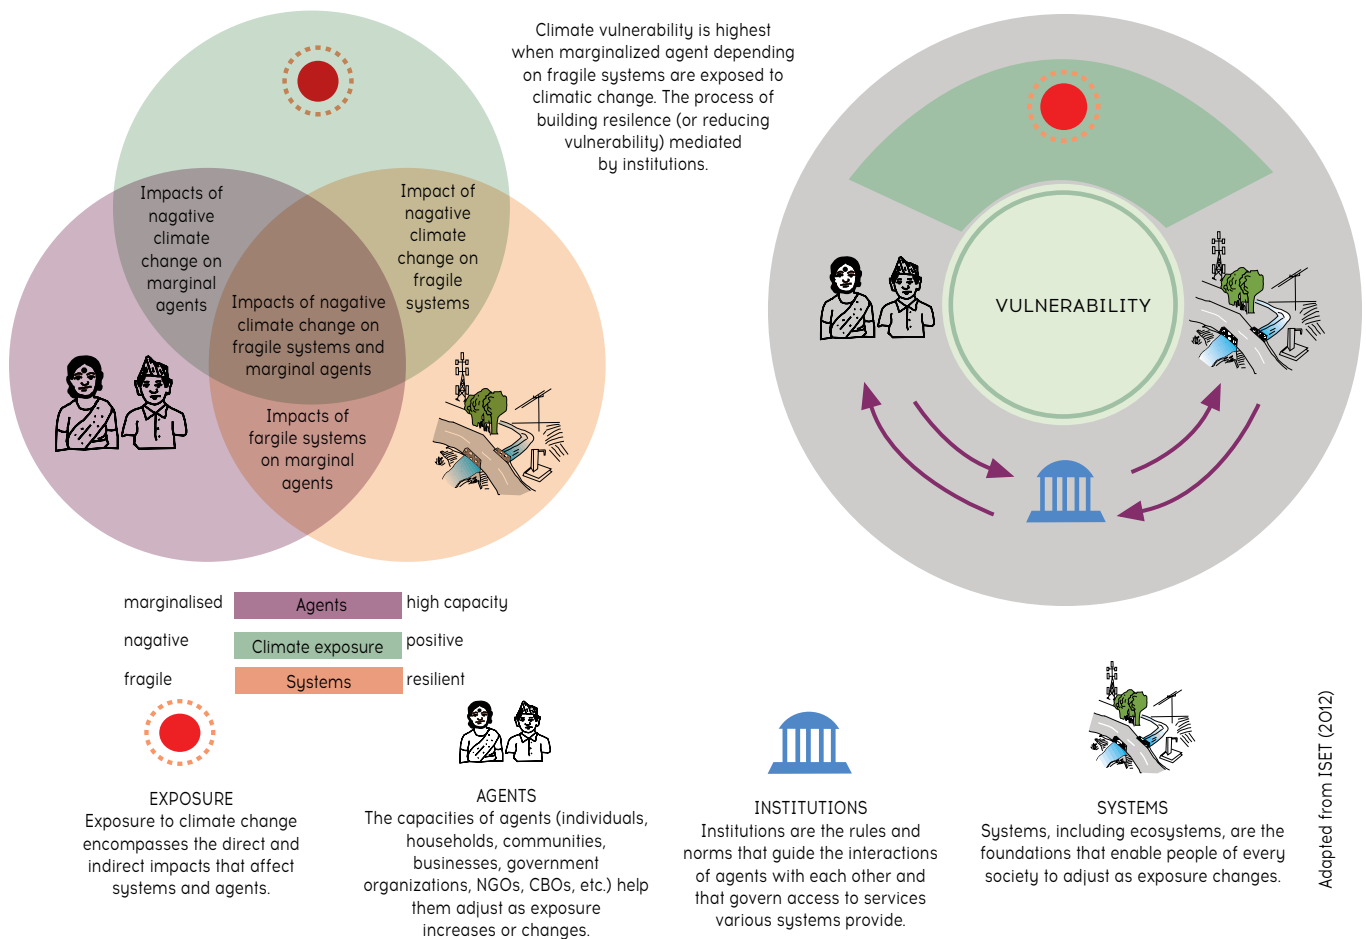 Climate vulnerability is highest
when marginalized agent depending
on fragile systems are exposed to
climatic change. The process of
building resilence (or reducing
vulnerability) mediated
by institutions.
Impacts of
nagative
climate
change on
marginal
agents
Impact of
nagative
climate
change on
fragile
systems
Impacts of nagative
climate change on
fragile systems and
marginal agents
Impacts of
fargile systems
on marginal
agents
VULNERABILITY
marginalised Agents high capacity
nagative Climate exposure positive
fragile Systems resilient
EXPOSURE
Exposure to climate change
encompasses the direct and
indirect impacts that affect
systems and agents.
AGENTS
The capacities of agents (individuals,
households, communities,
businesses, government
organizations, NGOs, CBOs, etc.) help
them adjust as exposure
increases or changes.
INSTITUTIONS
Institutions are the rules and
norms that guide the interactions
of agents with each other and
that govern access to services
various systems provide.
SYSTEMS
Systems, including ecosystems, are the
foundations that enable people of every
society to adjust as exposure changes.
Adapted from ISET (2012)